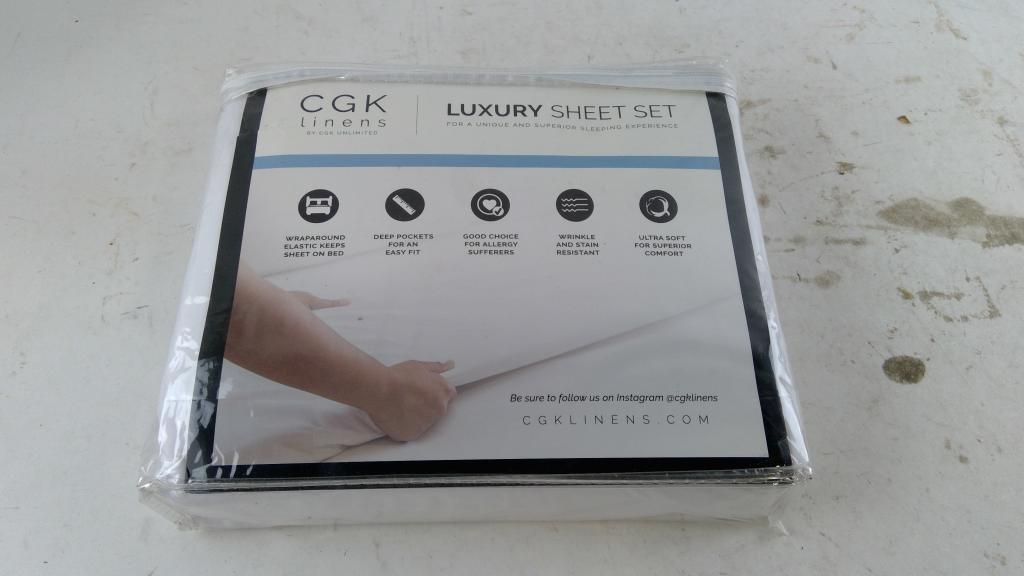 CGK
linens
BY CGK UNLIMITED
LUXURY SHEET SET
FOR A UNIQUE AND SUPERIOR SLEEPING EXPERIENCE
WRAPAROUND
ELASTIC KEEPS
SHEET ON BED
DEEP POCKETS
FOR AN
EASY FIT
GOOD CHOICE
FOR ALLERGY
SUFFERERS
WRINKLE
AND STAIN
RESISTANT
ULTRA SOFT
FOR SUPERIOR
COMFORT
Be sure to follow us on Instagram @cgklinens
CGKLINENS.COM